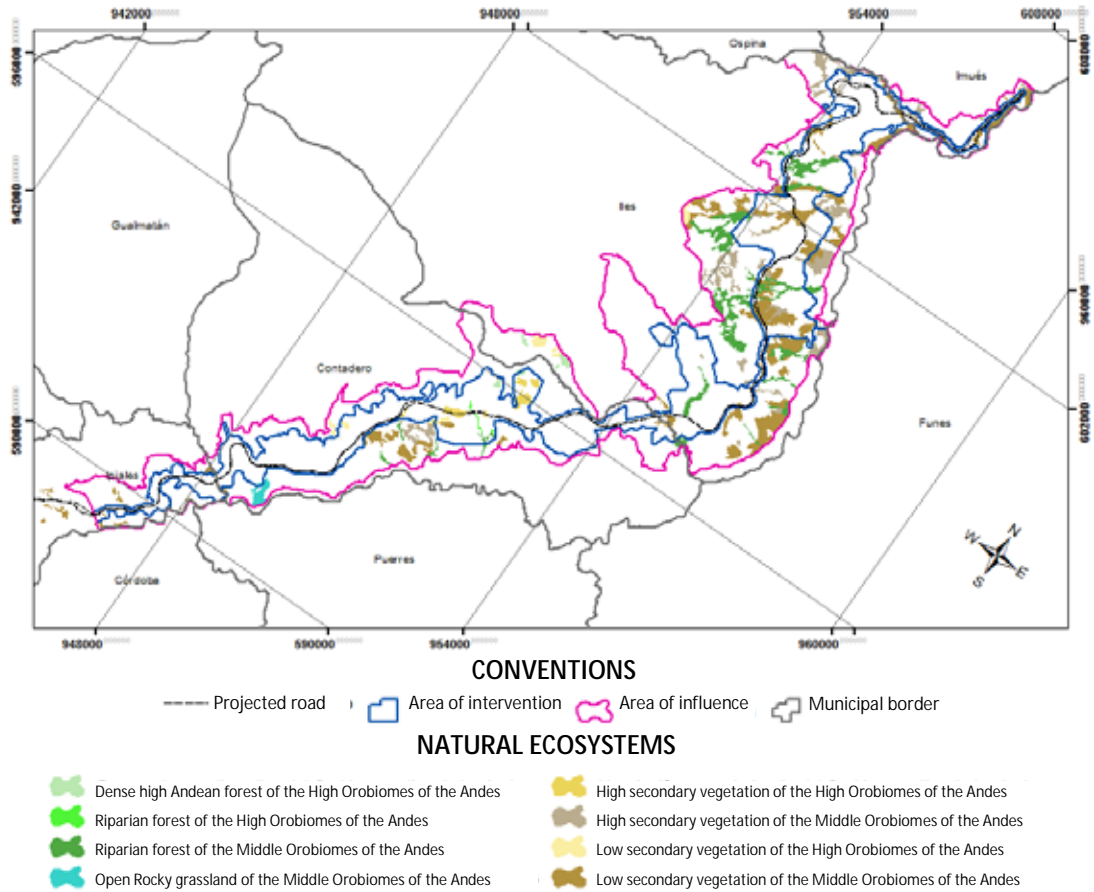 942000 948000 954000 608000
Ospina
Imués
608000
596000
942000
Iles
Gualmatán
960000
Contadero
602000
590000
Funes
Ipiales
N
W
E
S
Puerres
Córdoba
948000 590000 954000 960000
CONVENTIONS
Projected road Area of intervention Area of influence Municipal border
NATURAL ECOSYSTEMS
Dense high Andean forest of the High Orobiomes of the Andes
High secondary vegetation of the High Orobiomes of the Andes
Riparian forest of the High Orobiomes of the Andes
High secondary vegetation of the Middle Orobiomes of the Andes
Riparian forest of the Middle Orobiomes of the Andes
Low secondary vegetation of the High Orobiomes of the Andes
Open Rocky grassland of the Middle Orobiomes of the Andes
Low secondary vegetation of the Middle Orobiomes of the Andes